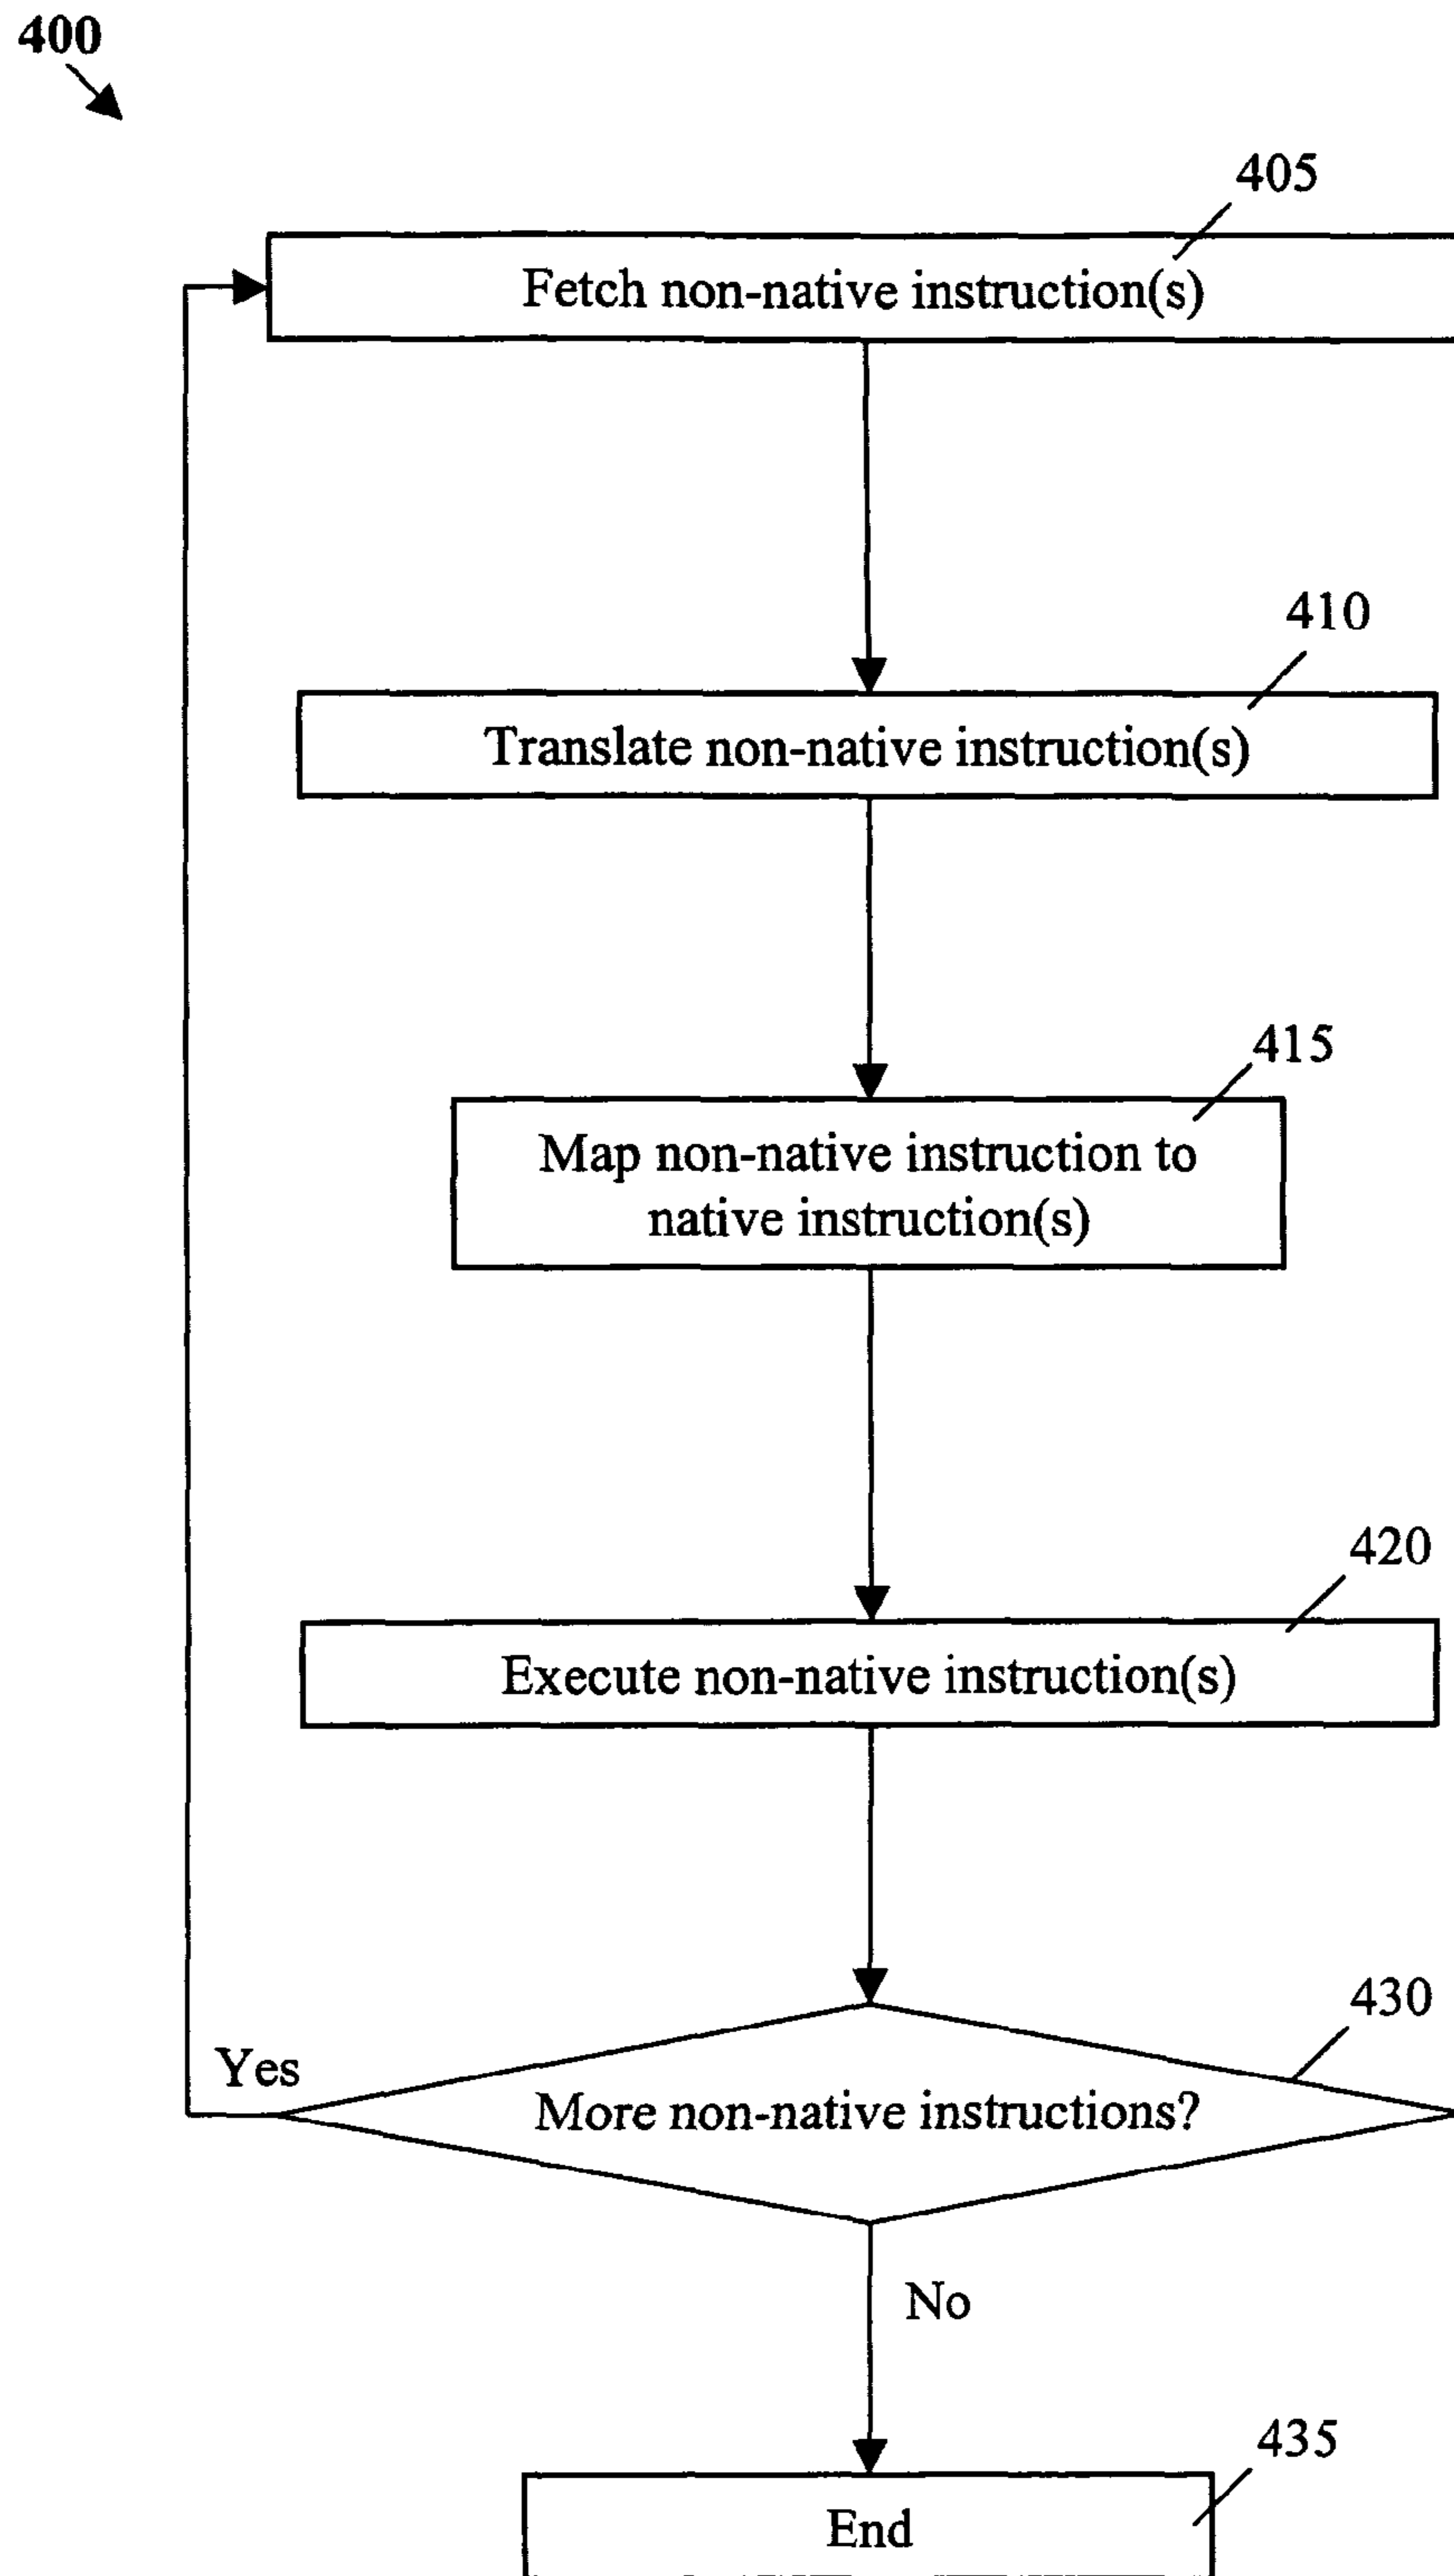 400
405
Fetch non-native instruction(s)
410
Translate non-native instruction(s)
415
Map non-native instruction to
native instruction(s)
420
Execute non-native instruction(s)
430
Yes
More non-native instructions?
No
435
End